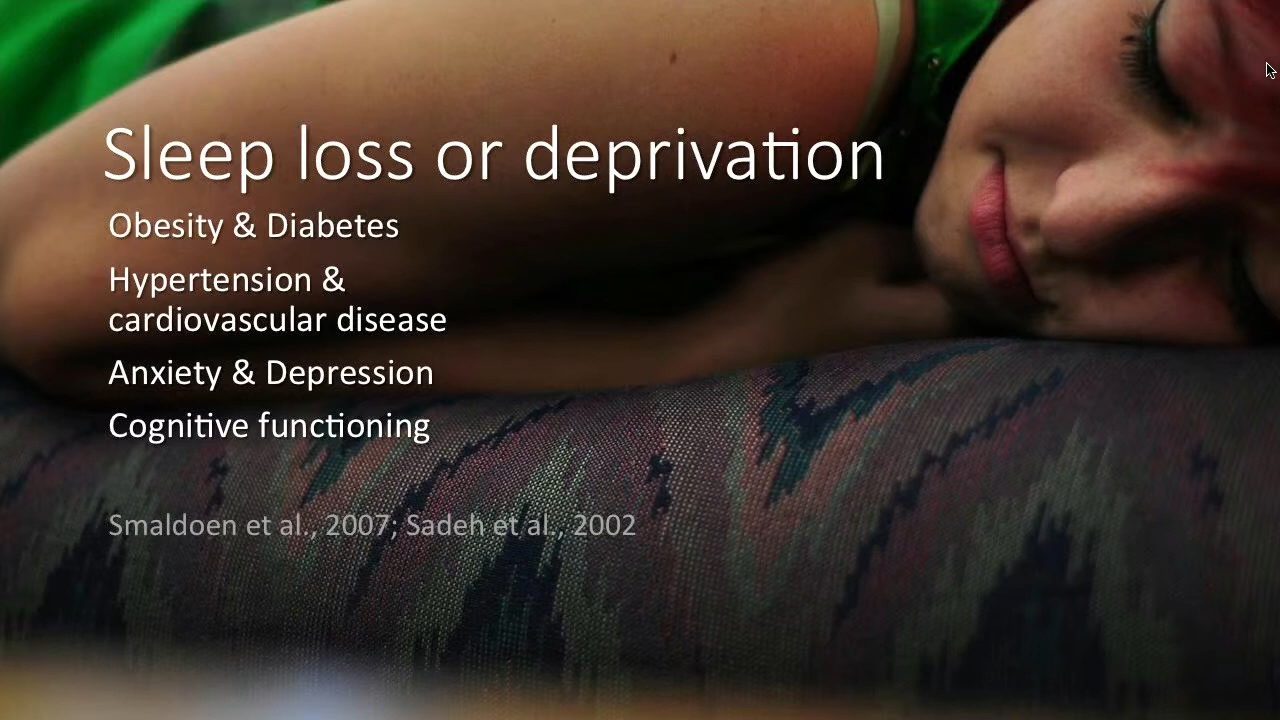 Sleep loss or deprivation
Obesity & Diabetes
Hypertension &
cardiovascular disease
Anxiety & Depression
Cognitive functioning
Smaldoen et al., 2007; Sadeh et al., 2002